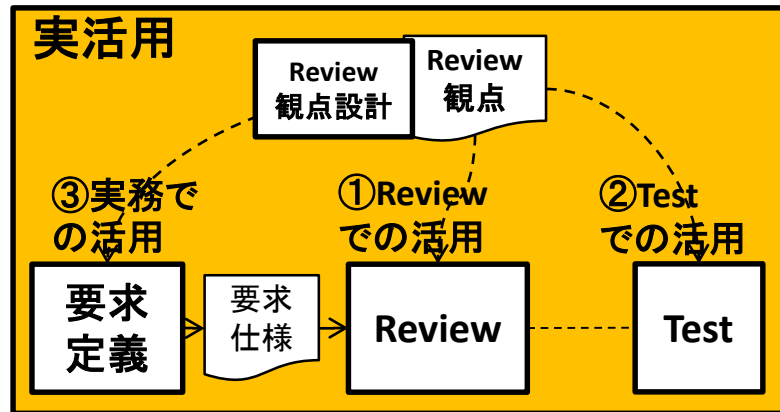 実活用
Review
観点設計
Review
観点
③実務で
の活用
①Review
での活用
②Test
での活用
要求
定義
要求
仕様
Review
Test